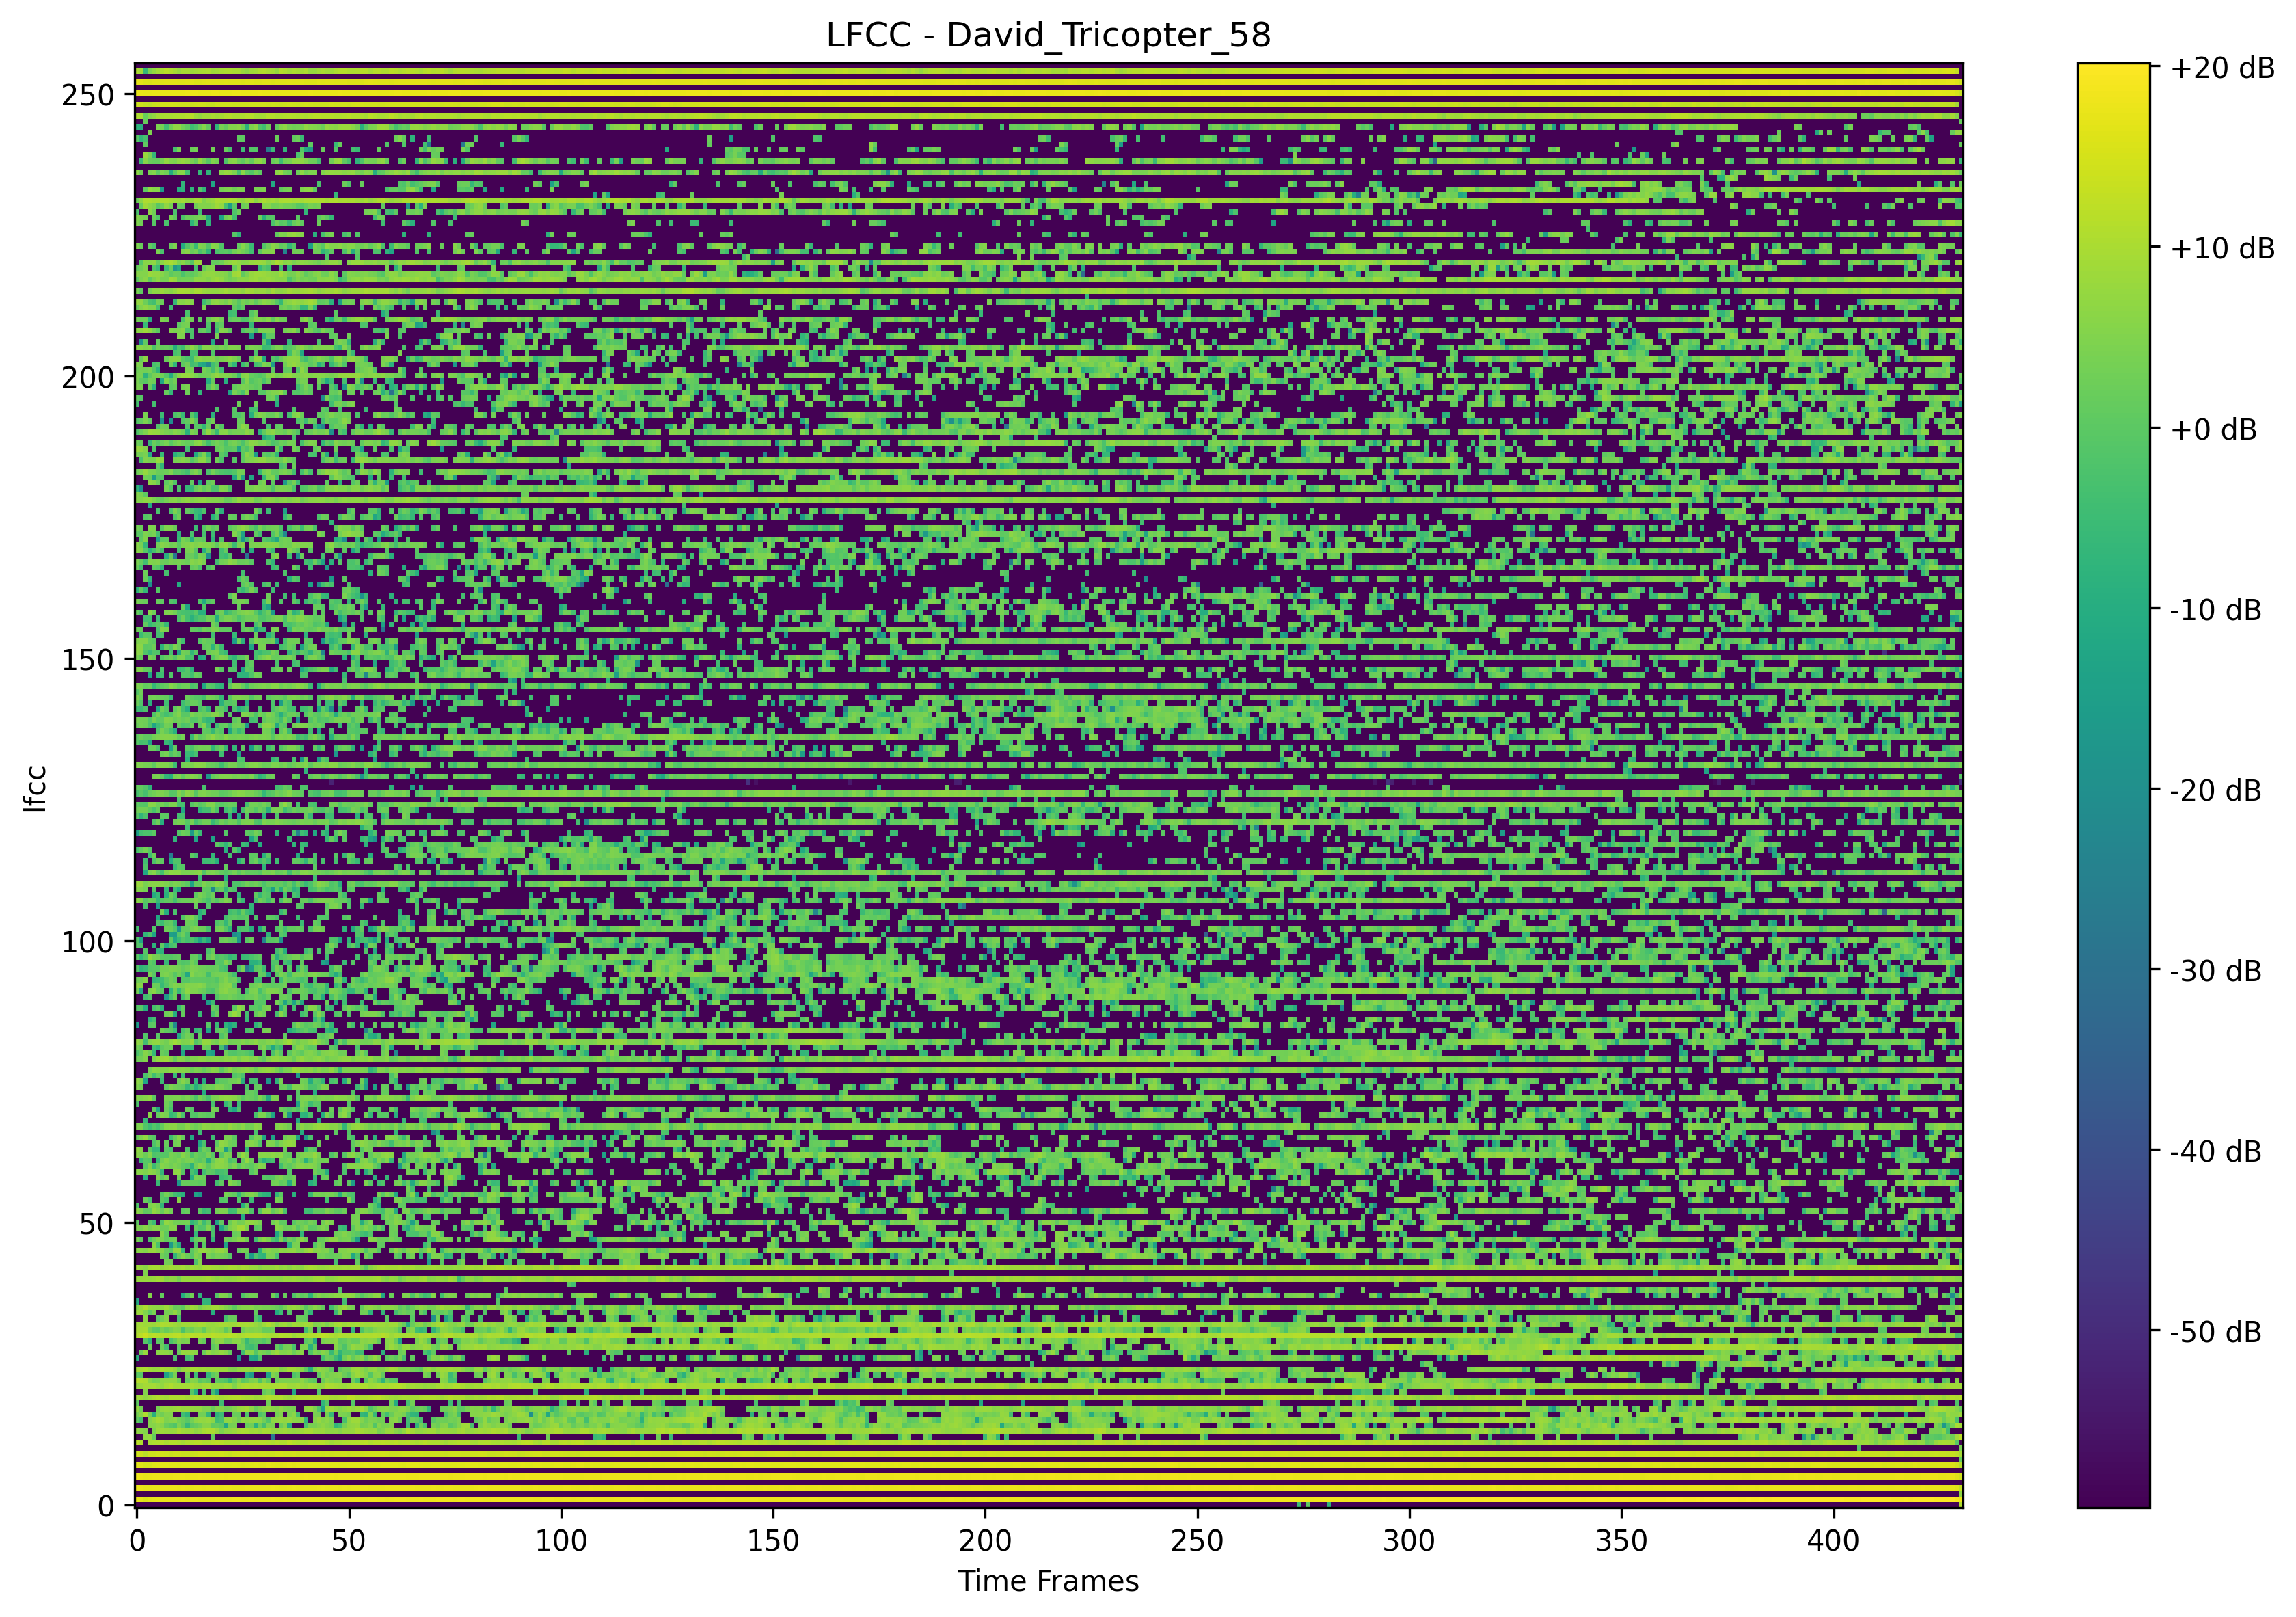 LFCC - David_Tricopter_58
250
200
150
100
50
0
lfcc
0 50 100 150 200 250 300 350 400
Time Frames
+20 dB
+10 dB
+0 dB
-10 dB
-20 dB
-30 dB
-40 dB
-50 dB